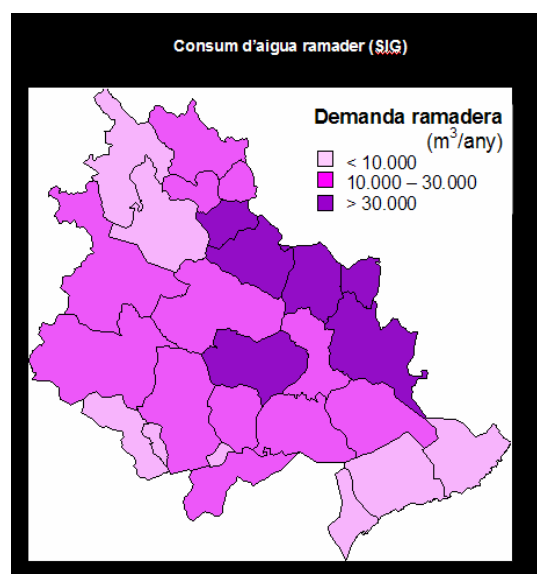 Consum d'aigua ramader (SIG)
Demanda ramadera
(m³/any)
< 10.000
10.000 – 30.000
> 30.000